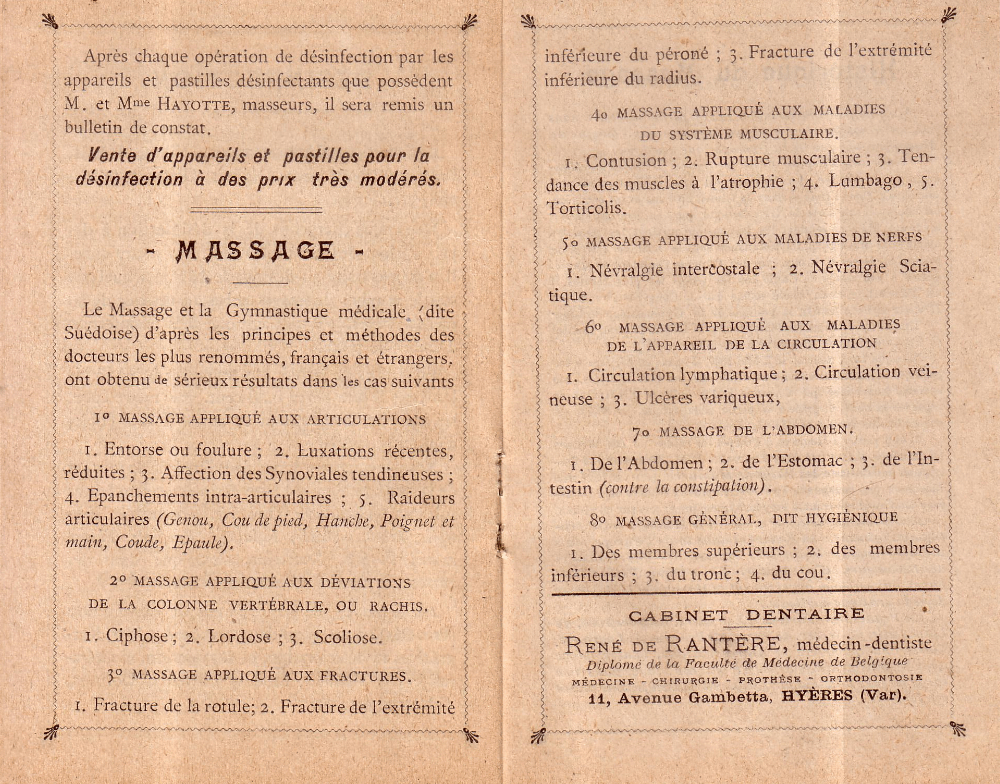 Après chaque opération de désinfection par les
appareils et pastilles désinfectants que possèdent
M. et Mme HAYOTTE, masseurs, il sera remis un
bulletin de constat.
Vente d'appareils et pastilles pour la
désinfection à des prix très modérés.
- MASSAGE -
Le Massage et la Gymnastique médicale (dite
Suédoise) d'après les principes et méthodes des
docteurs les plus renommés, français et étrangers,
ont obtenu de sérieux résultats dans les cas suivants
1o MASSAGE APPLIQUÉ AUX ARTICULATIONS
1. Entorse ou foulure ; 2. Luxations récentes,
réduites ; 3. Affection des Synoviales tendineuses ;
4. Epanchements intra-articulaires ; 5. Raideurs
articulaires (Genou, Cou de pied, Hanche, Poignet et
main, Coude, Epaule).
2o MASSAGE APPLIQUÉ AUX DÉVIATIONS
DE LA COLONNE VERTÉBRALE, OU RACHIS.
1. Ciphose ; 2. Lordose ; 3. Scoliose.
3o MASSAGE APPLIQUÉ AUX FRACTURES.
1. Fracture de la rotule; 2. Fracture de l'extrémité
inférieure du péroné ; 3. Fracture de l'extrémité
inférieure du radius.
4o MASSAGE APPLIQUÉ AUX MALADIES
DU SYSTÈME MUSCULAIRE.
1. Contusion ; 2. Rupture musculaire ; 3. Ten-
dance des muscles à l'atrophie ; 4. Lumbago, 5.
Torticolis.
5o MASSAGE APPLIQUÉ AUX MALADIES DE NERFS
1. Névralgie intercostale ; 2. Névralgie Scia-
tique.
6o MASSAGE APPLIQUÉ AUX MALADIES
DE L'APPAREIL DE LA CIRCULATION
1. Circulation lymphatique ; 2. Circulation vei-
neuse ; 3. Ulcères variqueux,
7o MASSAGE DE L'ABDOMEN.
1. De l'Abdomen ; 2. de l'Estomac ; 3. de l'In-
testin (contre la constipation).
8o MASSAGE GÉNÉRAL, DIT HYGIÉNIQUE
1. Des membres supérieurs ; 2. des membres
inférieurs ; 3. du tronc ; 4. du cou.
CABINET DENTAIRE
RENÉ DE RANTÈRE, médecin-dentiste
Diplomé de la Faculté de Médecine de Belgique
MÉDECINE - CHIRURGIE - PROTHÈSE - ORTHODONTOSIE
11, Avenue Gambetta, HYÈRES (Var).